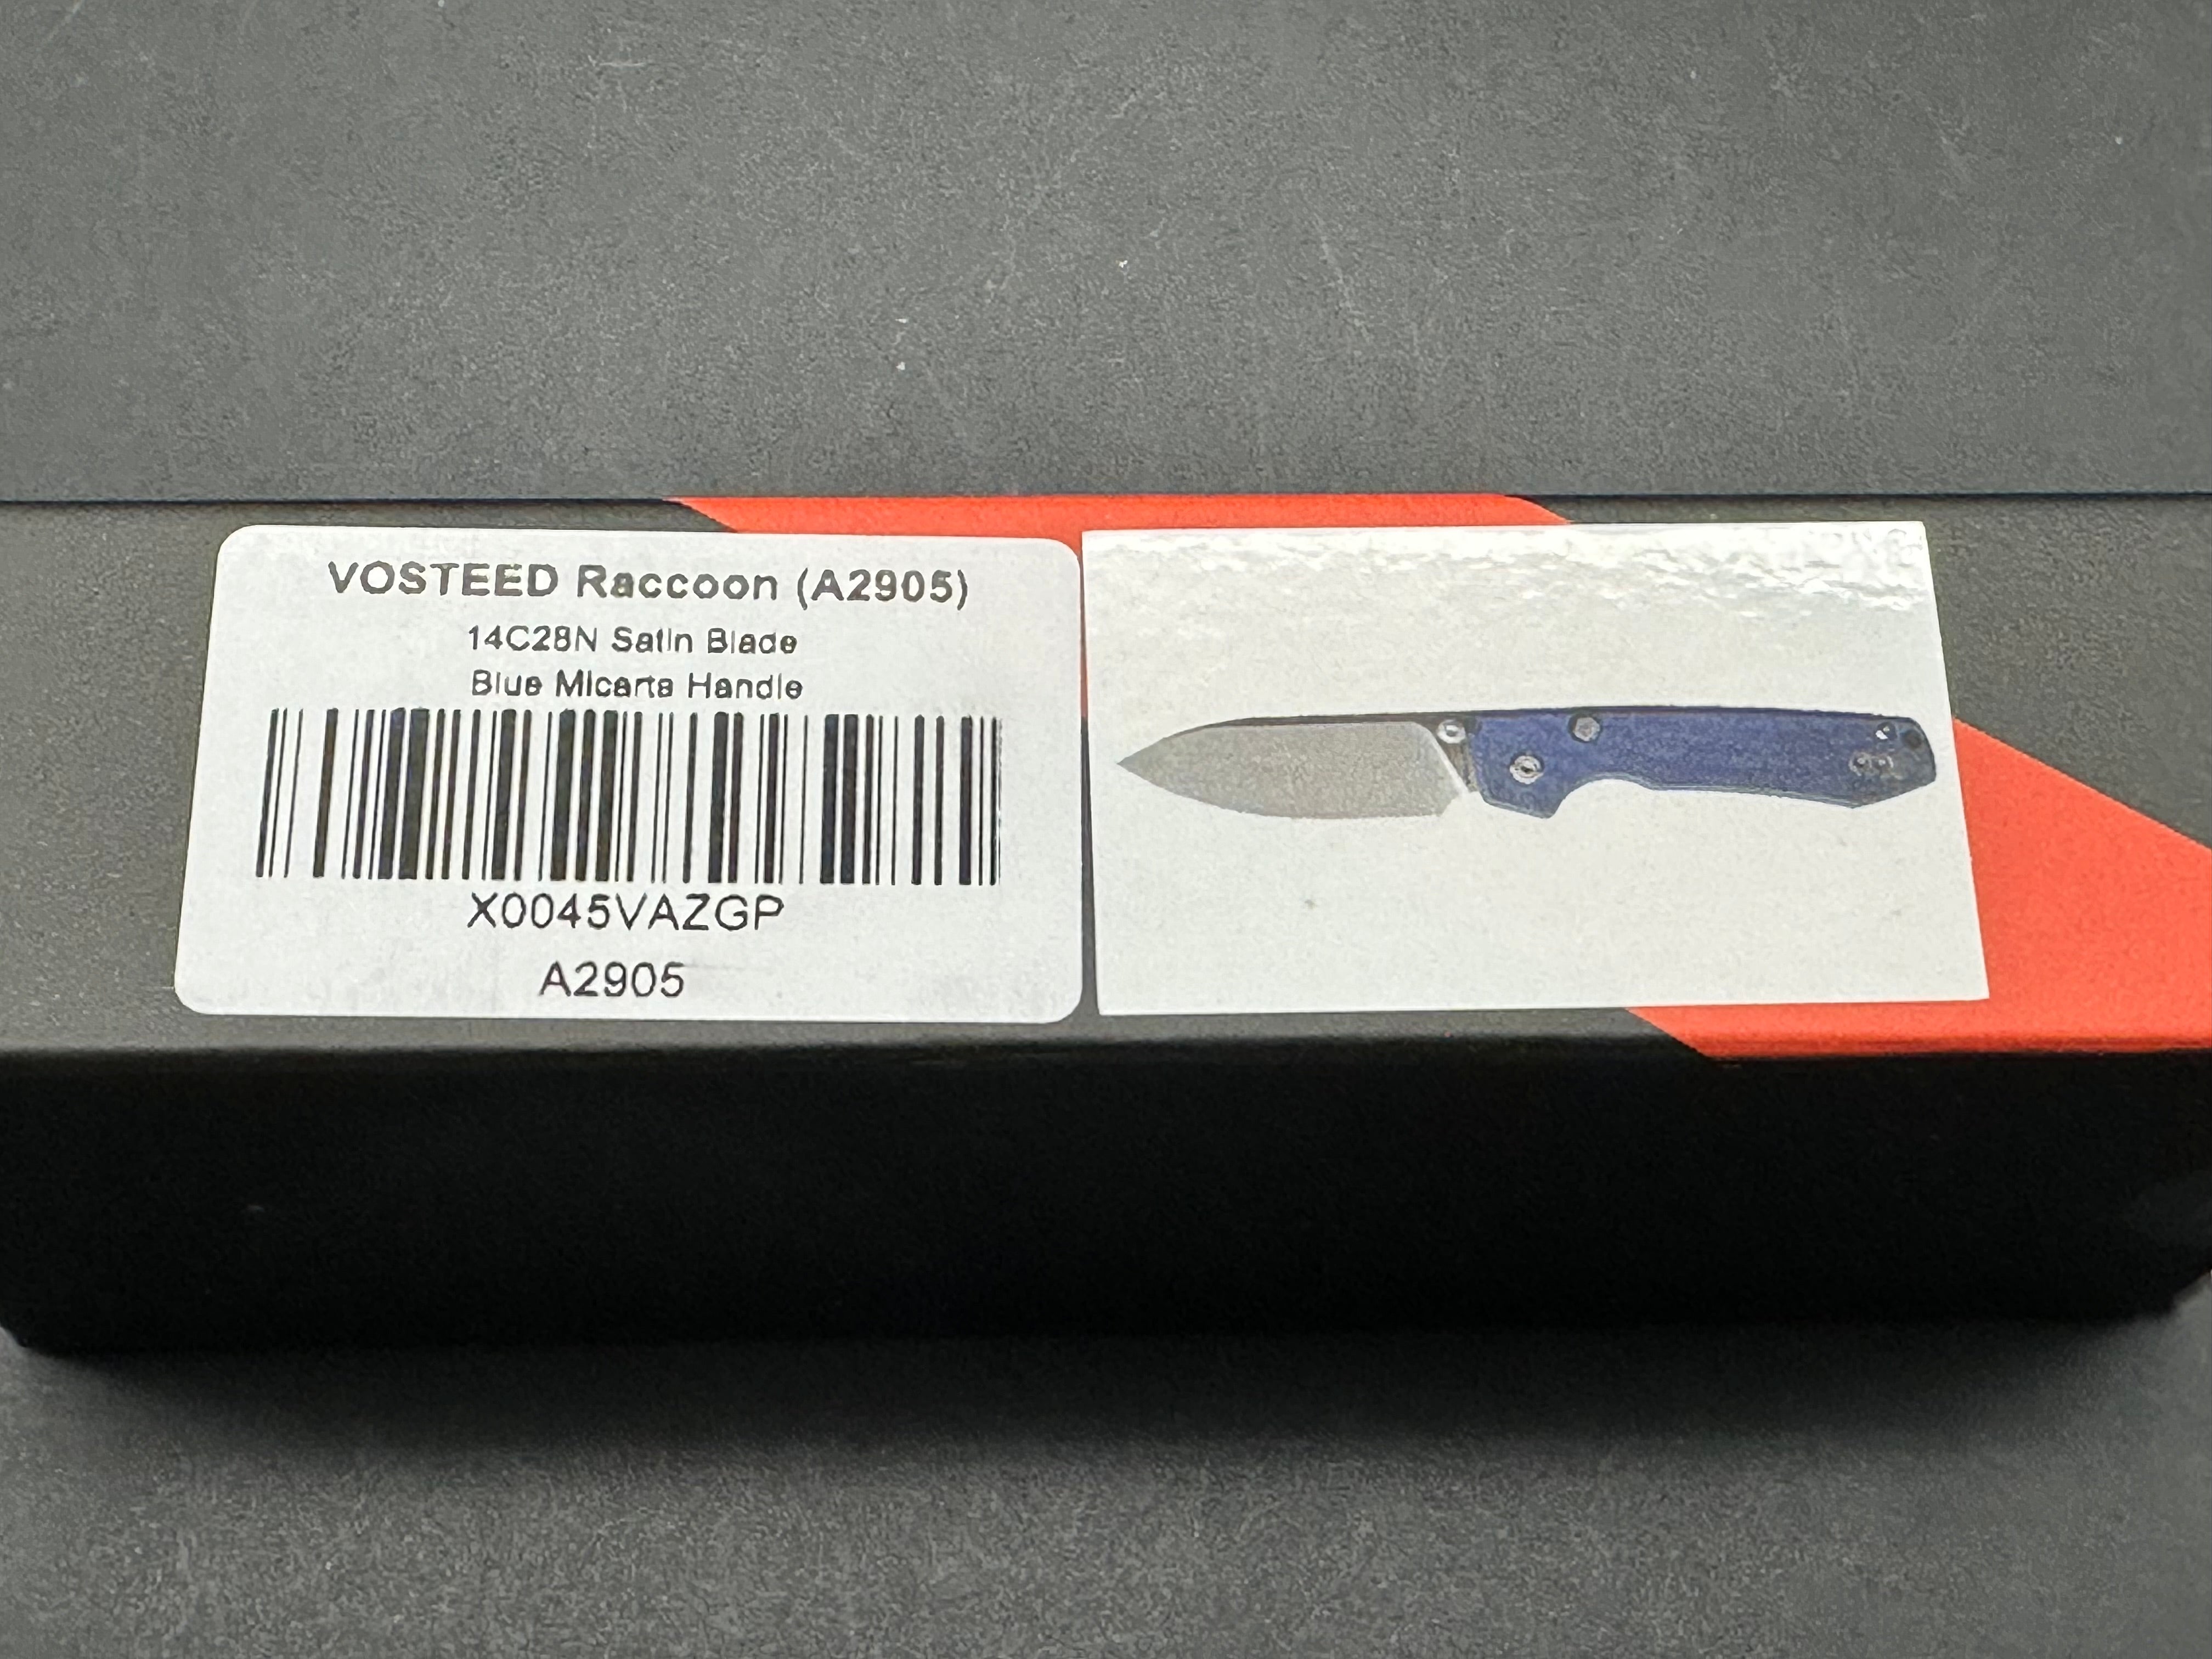 VOSTEED Raccoon (A2905)
14C28N Satin Blade
Blue Micarta Handle
X0045VAZGP
A2905